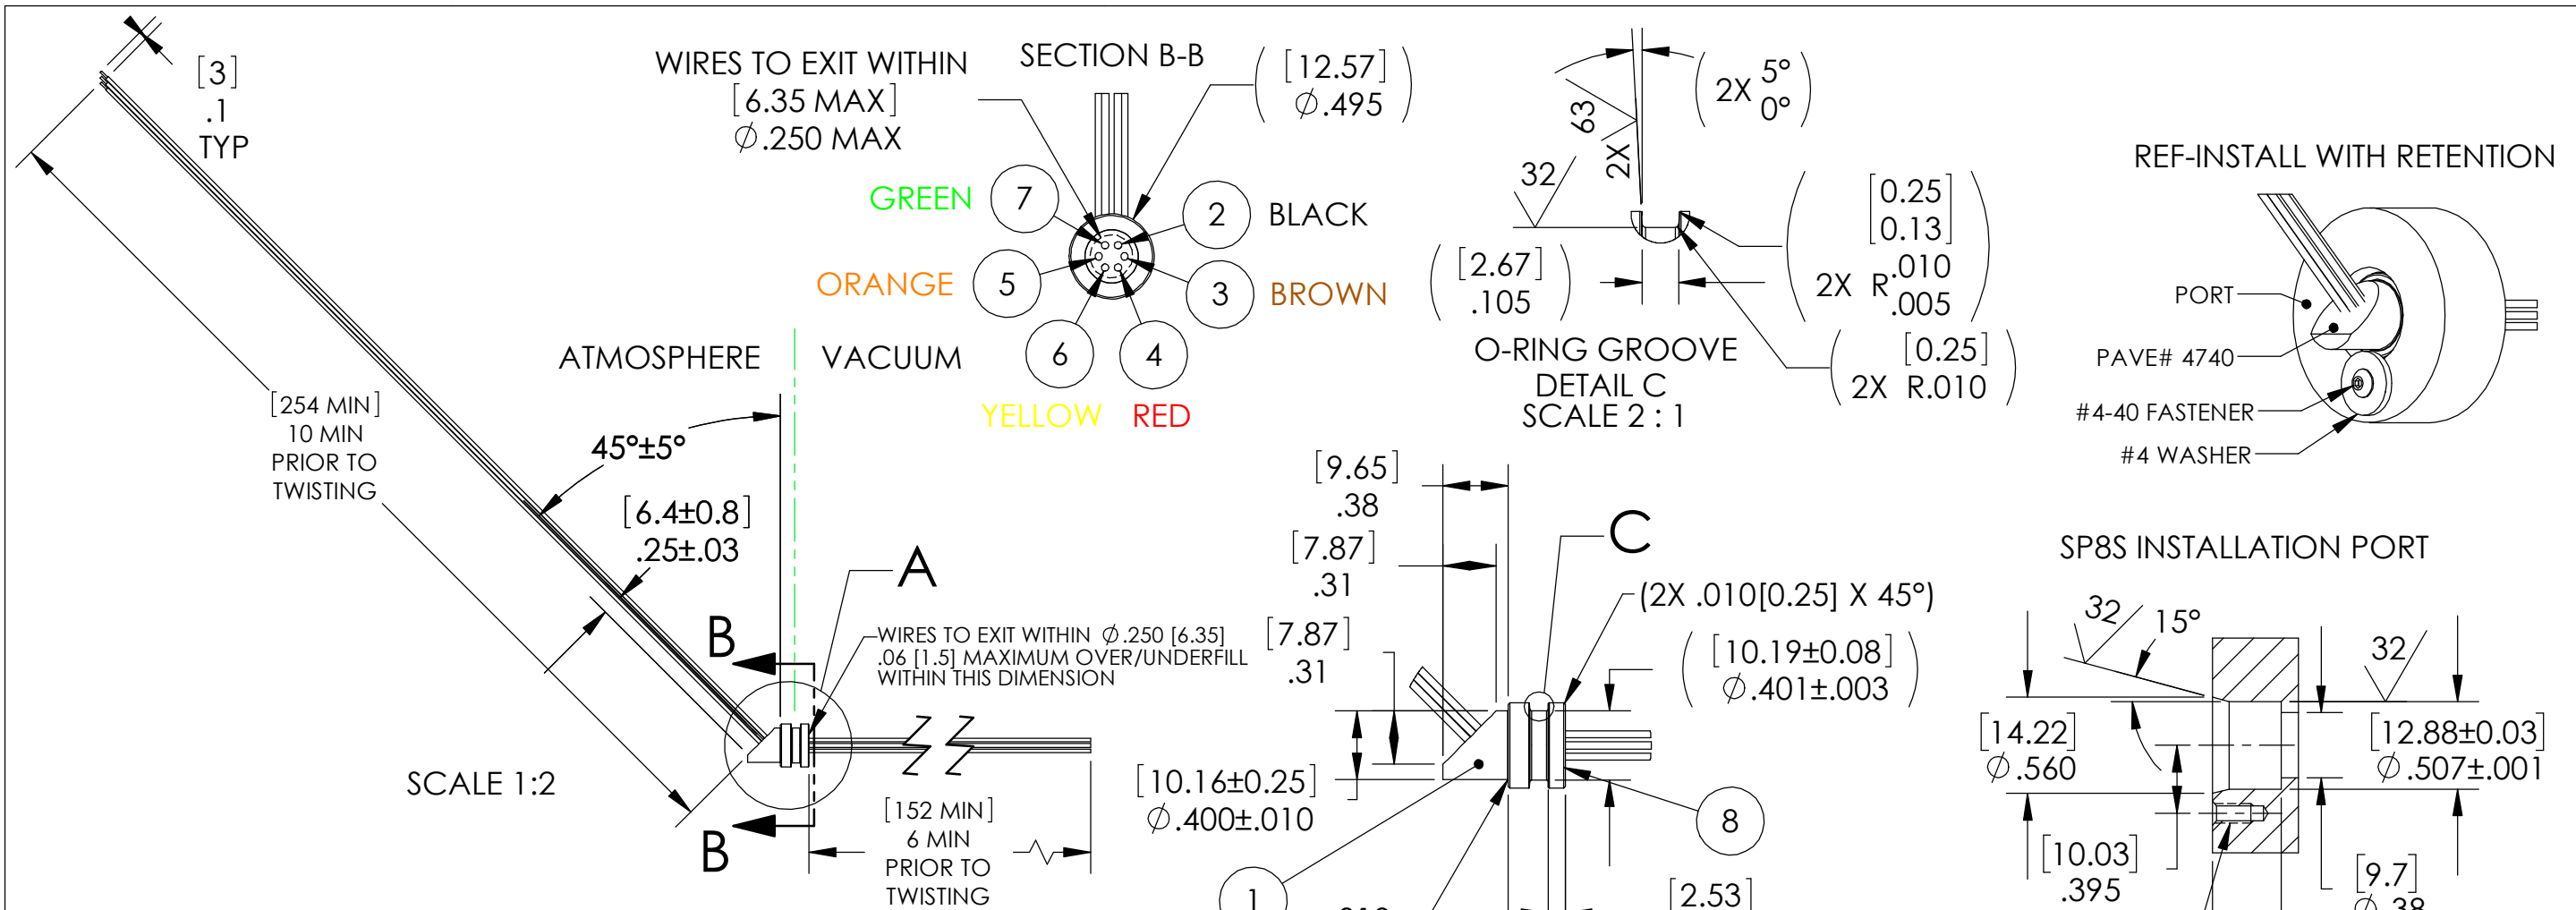 [3]
.1
TYP
WIRES TO EXIT WITHIN
[6.35 MAX]
∅.250 MAX
SECTION B-B
[12.57]
∅.495
GREEN
7
2
BLACK
ORANGE
5
3
BROWN
6
4
YELLOW
RED
ATMOSPHERE
VACUUM
[254 MIN]
10 MIN
PRIOR TO
TWISTING
45°±5°
[6.4±0.8]
.25±.03
A
B
WIRES TO EXIT WITHIN ∅.250 [6.35]
.06 [1.5] MAXIMUM OVER/UNDERFILL
WITHIN THIS DIMENSION
SCALE 1:2
B
[152 MIN]
6 MIN
PRIOR TO
TWISTING
2X 5°
0°
2X 63
32
[0.25]
[0.13]
2X R.010
.005
[2.67]
.105
[0.25]
2X R.010
O-RING GROOVE
DETAIL C
SCALE 2 : 1
REF-INSTALL WITH RETENTION
PORT
PAVE# 4740
#4-40 FASTENER
#4 WASHER
[9.65]
.38
[7.87]
.31
[7.87]
.31
C
(2X .010[0.25] X 45°)
[10.19±0.08]
∅.401±.003
[10.16±0.25]
∅.400±.010
8
1
[2.53]
SP8S INSTALLATION PORT
32
15°
32
[14.22]
∅.560
[12.88±0.03]
∅.507±.001
[10.03]
.395
[9.7]
∅.38